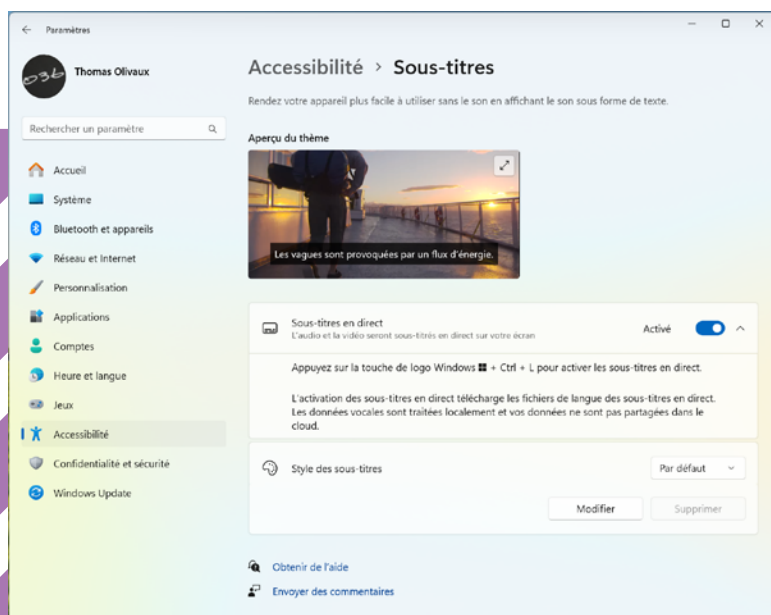 Paramètres
Thomas Olivaux
Rechercher un paramètre
Accueil
Système
Bluetooth et appareils
Réseau et Internet
Personnalisation
Applications
Comptes
Heure et langue
Jeux
Accessibilité
Confidentialité et sécurité
Windows Update
Accessibilité > Sous-titres
Rendez votre appareil plus facile à utiliser sans le son en affichant le son sous forme de texte.
Aperçu du thème
Les vagues sont provoquées par un flux d'énergie.
Sous-titres en direct
L'audio et la vidéo seront sous-titrés en direct sur votre écran
Activé
Appuyez sur la touche de logo Windows + Ctrl + L pour activer les sous-titres en direct.
L'activation des sous-titres en direct télécharge les fichiers de langue des sous-titres en direct.
Les données vocales sont traitées localement et vos données ne sont pas partagées dans le
cloud.
Style des sous-titres
Par défaut
Modifier
Supprimer
Obtenir de l'aide
Envoyer des commentaires